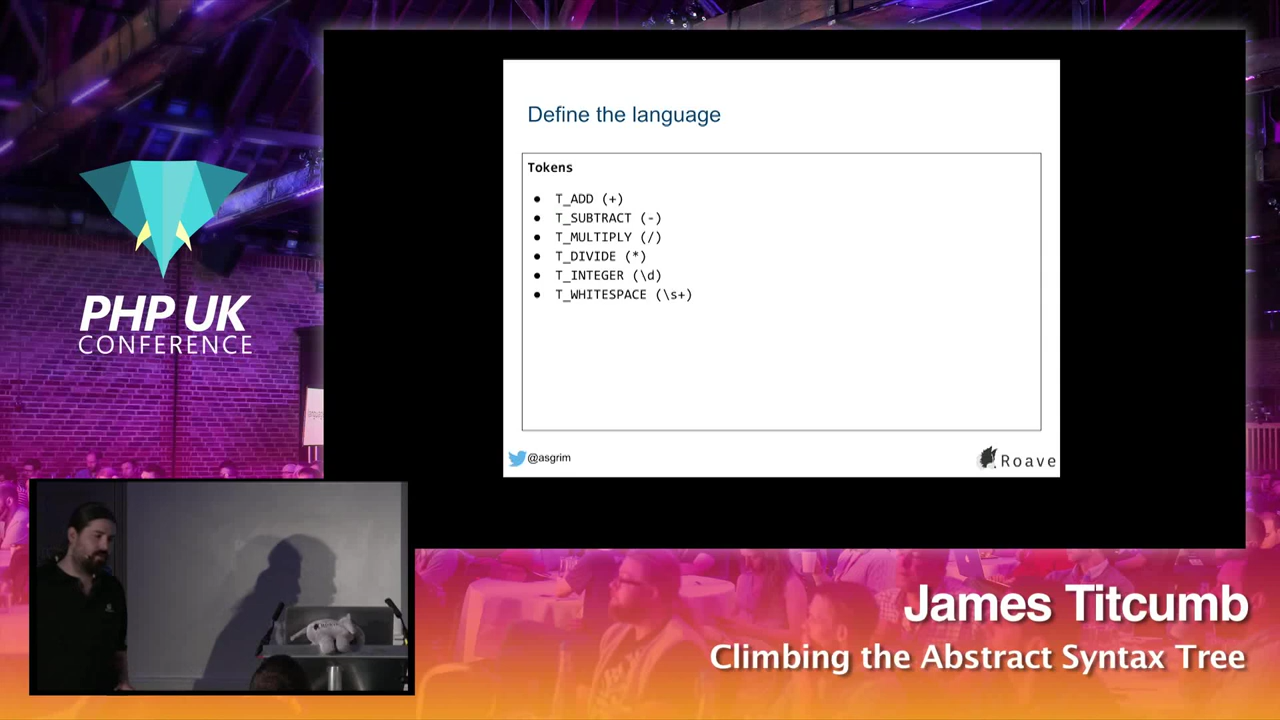 Define the language
Tokens
● T_ADD (+)
● T_SUBTRACT (-)
● T_MULTIPLY (/)
● T_DIVIDE (*)
● T_INTEGER (\d)
● T_WHITESPACE (\s+)
@asgrim
Roave
PHP UK
CONFERENCE
James Titcumb
Climbing the Abstract Syntax Tree